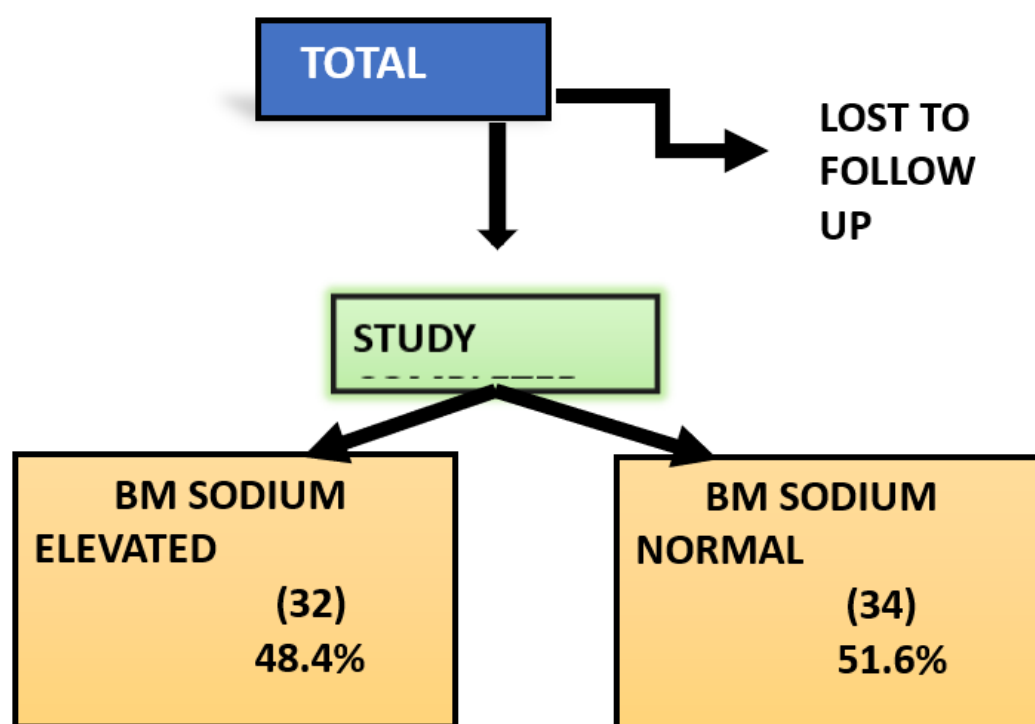 TOTAL
LOST TO
FOLLOW
UP
STUDY
BM SODIUM
ELEVATED
(32)
48.4%
BM SODIUM
NORMAL
(34)
51.6%